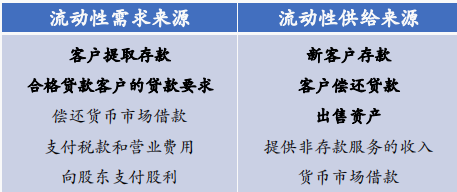 流动性需求来源 流动性供给来源
客户提取存款 新客户存款
合格贷款客户的贷款要求 客户偿还贷款
偿还货币市场借款 出售资产
支付税款和营业费用 提供非存款服务的收入
向股东支付股利 货币市场借款